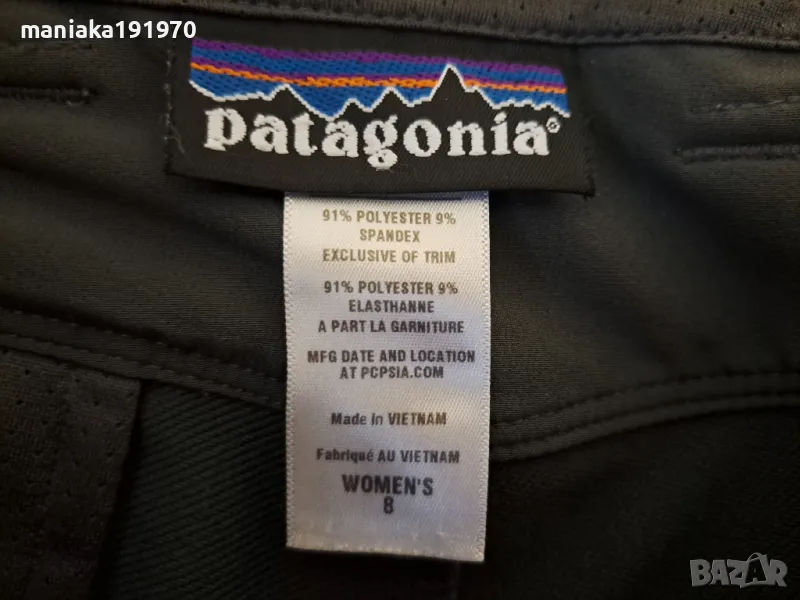 maniaka191970
patagonia®
91% POLYESTER 9%
SPANDEX
EXCLUSIVE OF TRIM
91% POLYESTER 9%
ELASTHANNE
A PART LA GARNITURE
MFG DATE AND LOCATION
AT PCPSIA.COM
Made in VIETNAM
Fabriqué AU VIETNAM
WOMEN'S
8
BAZAR